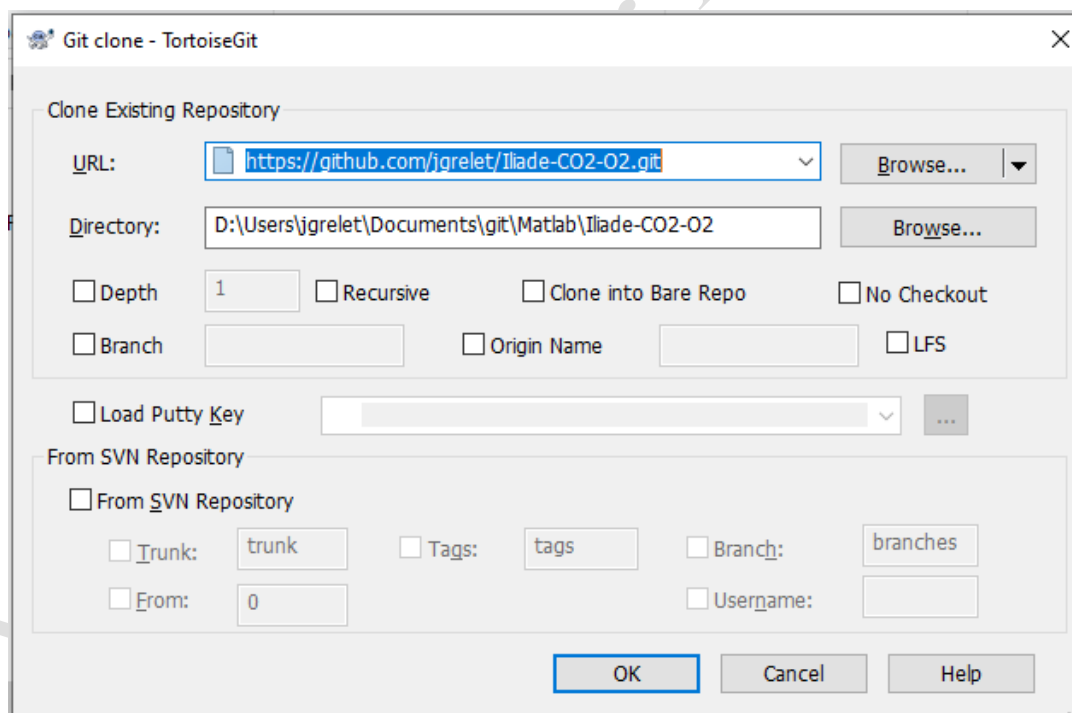 Git clone - TortoiseGit
Clone Existing Repository
URL: https://github.com/jgrelet/Iliade-CO2-O2.git Browse...
Directory: D:\Users\jgrelet\Documents\git\Matlab\Iliade-CO2-O2 Browse...
Depth 1 Recursive Clone into Bare Repo No Checkout
Branch Origin Name LFS
Load Putty Key ...
From SVN Repository
From SVN Repository
Trunk: trunk Tags: tags Branch: branches
From: 0 Username:
OK Cancel Help